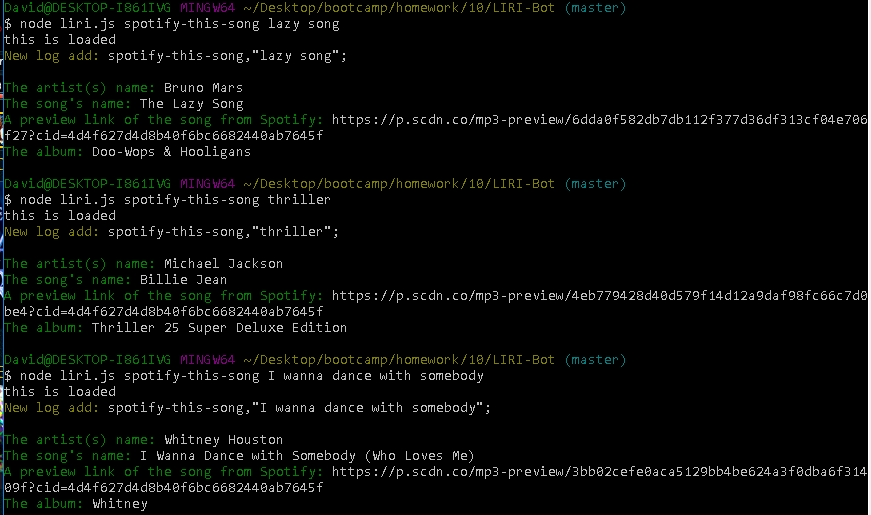 David@DESKTOP-I861IVG MINGW64 ~/Desktop/bootcamp/homework/10/LIRI-Bot (master)
$ node liri.js spotify-this-song lazy song
this is loaded
New log add: spotify-this-song,"lazy song";
The artist(s) name: Bruno Mars
The song's name: The Lazy Song
A preview link of the song from Spotify: https://p.scdn.co/mp3-preview/6dda0f582db7db112f377d36df313cf04e706
f27?cid=4d4f627d4d8b40f6bc6682440ab7645f
The album: Doo-Wops & Hooligans
David@DESKTOP-I861IVG MINGW64 ~/Desktop/bootcamp/homework/10/LIRI-Bot (master)
$ node liri.js spotify-this-song thriller
this is loaded
New log add: spotify-this-song,"thriller";
The artist(s) name: Michael Jackson
The song's name: Billie Jean
A preview link of the song from Spotify: https://p.scdn.co/mp3-preview/4eb779428d40d579f14d12a9daf98fc66c7d0
be4?cid=4d4f627d4d8b40f6bc6682440ab7645f
The album: Thriller 25 Super Deluxe Edition
David@DESKTOP-I861IVG MINGW64 ~/Desktop/bootcamp/homework/10/LIRI-Bot (master)
$ node liri.js spotify-this-song I wanna dance with somebody
this is loaded
New log add: spotify-this-song,"I wanna dance with somebody";
The artist(s) name: Whitney Houston
The song's name: I Wanna Dance with Somebody (Who Loves Me)
A preview link of the song from Spotify: https://p.scdn.co/mp3-preview/3bb02cefe0aca5129bb4be624a3f0dba6f314
09f?cid=4d4f627d4d8b40f6bc6682440ab7645f
The album: Whitney